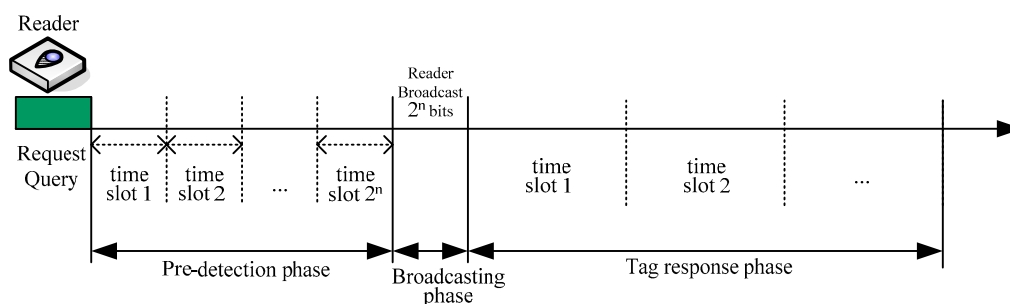 Reader
Reader
Broadcast
2ⁿ bits
Request
Query
time
slot 1
time
slot 2
...
time
slot 2ⁿ
time
slot 1
time
slot 2
...
Pre-detection phase
Broadcasting
phase
Tag response phase